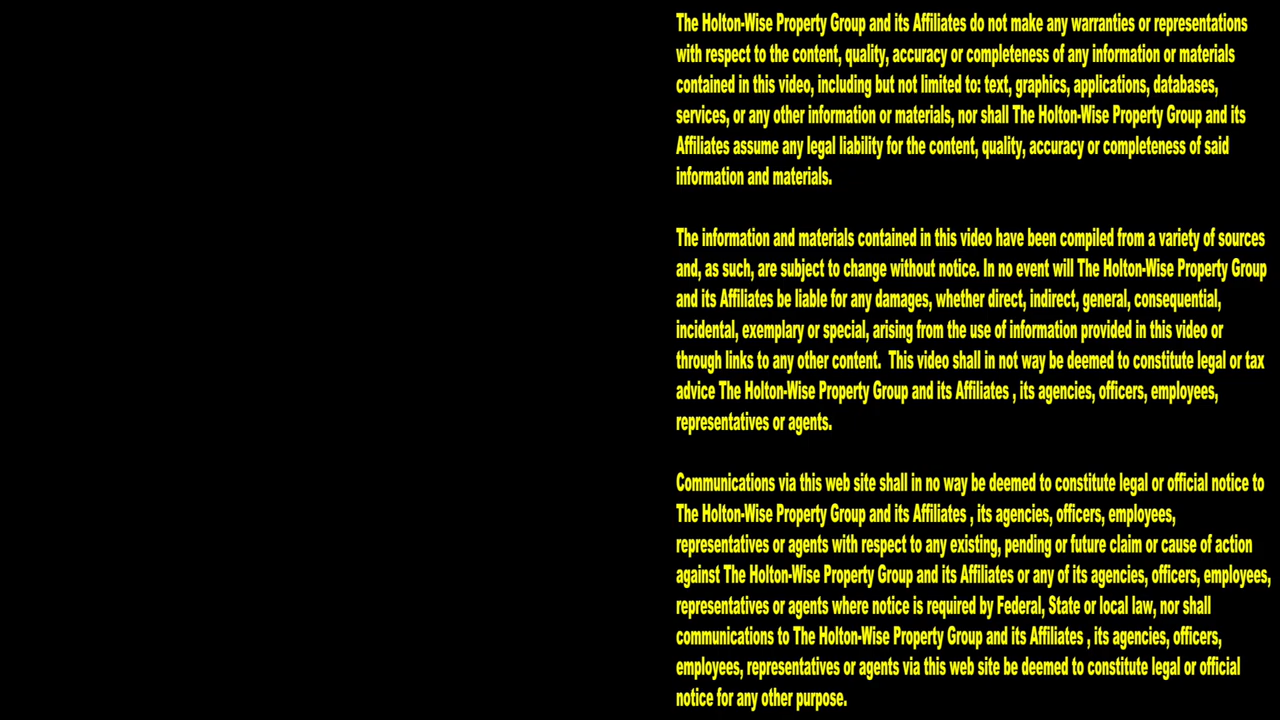 The Holton-Wise Property Group and its Affiliates do not make any warranties or representations
with respect to the content, quality, accuracy or completeness of any information or materials
contained in this video, including but not limited to: text, graphics, applications, databases,
services, or any other information or materials, nor shall The Holton-Wise Property Group and its
Affiliates assume any legal liability for the content, quality, accuracy or completeness of said
information and materials.
The information and materials contained in this video have been compiled from a variety of sources
and, as such, are subject to change without notice. In no event will The Holton-Wise Property Group
and its Affiliates be liable for any damages, whether direct, indirect, general, consequential,
incidental, exemplary or special, arising from the use of information provided in this video or
through links to any other content.  This video shall in not way be deemed to constitute legal or tax
advice The Holton-Wise Property Group and its Affiliates , its agencies, officers, employees,
representatives or agents.
Communications via this web site shall in no way be deemed to constitute legal or official notice to
The Holton-Wise Property Group and its Affiliates , its agencies, officers, employees,
representatives or agents with respect to any existing, pending or future claim or cause of action
against The Holton-Wise Property Group and its Affiliates or any of its agencies, officers, employees,
representatives or agents where notice is required by Federal, State or local law, nor shall
communications to The Holton-Wise Property Group and its Affiliates , its agencies, officers,
employees, representatives or agents via this web site be deemed to constitute legal or official
notice for any other purpose.